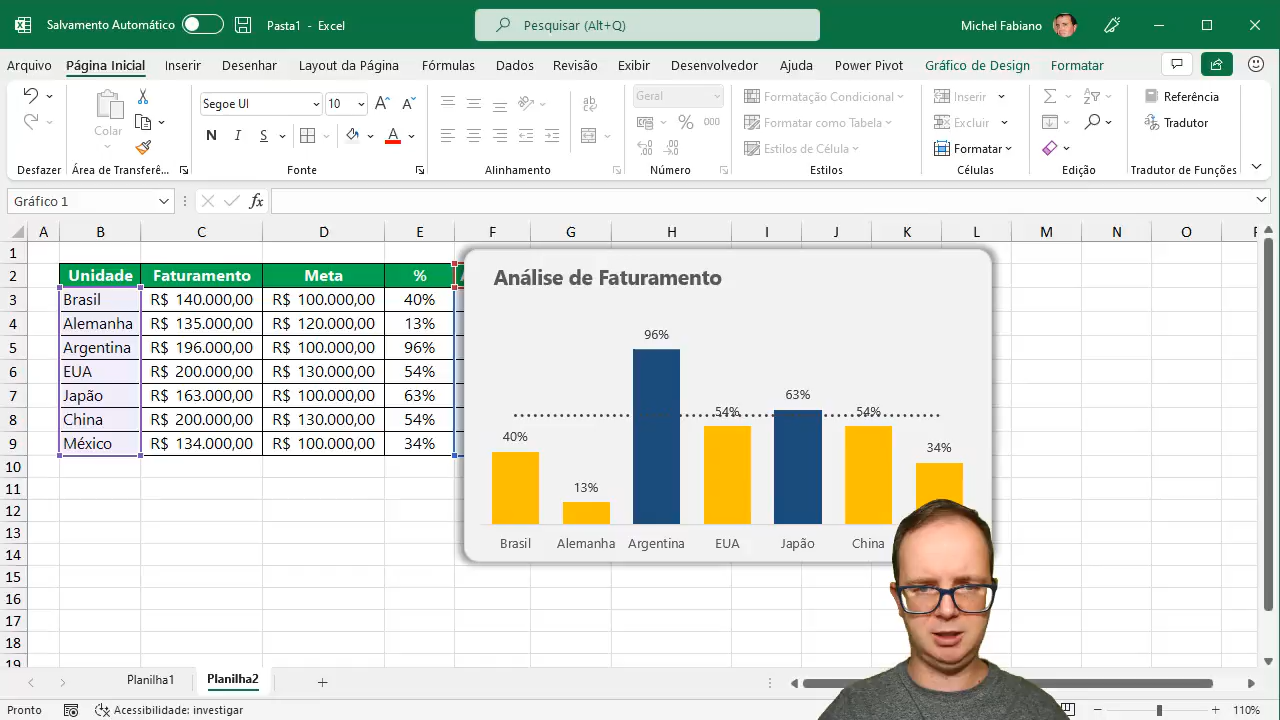 Salvamento Automático
Pasta1 - Excel
Pesquisar (Alt+Q)
Michel Fabiano
Arquivo Página Inicial Inserir Desenhar Layout da Página Fórmulas Dados Revisão Exibir Desenvolvedor Ajuda Power Pivot Gráfico de Design Formatar
Colar
Segoe UI 10
N I S A
ab
Geral
% 000
Formatação Condicional
Formatar como Tabela
Estilos de Célula
Inserir
Excluir
Formatar
Referência
Tradutor
Desfazer Área de Transferê... Fonte Alinhamento Número Estilos Células Edição Tradutor de Funções
Gráfico 1 fx
A B C D E F G H I J K L M N O
1
2 Unidade Faturamento Meta %
3 Brasil R$ 140.000,00 R$ 100.000,00 40%
4 Alemanha R$ 135.000,00 R$ 120.000,00 13%
5 Argentina R$ 196.000,00 R$ 100.000,00 96%
6 EUA R$ 200.000,00 R$ 130.000,00 54%
7 Japão R$ 163.000,00 R$ 100.000,00 63%
8 China R$ 200.000,00 R$ 130.000,00 54%
9 México R$ 134.000,00 R$ 100.000,00 34%
10
11
12
13
14
15
16
17
18
19
Análise de Faturamento
40% 13% 96% 54% 63% 54% 34%
Brasil Alemanha Argentina EUA Japão China
Planilha1 Planilha2
Pronto
Acessibilidade: investigar
110%